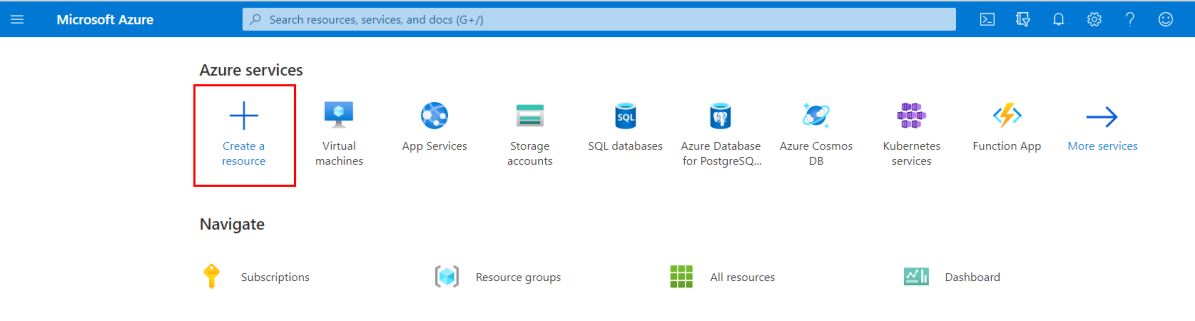 Microsoft Azure
Search resources, services, and docs (G+/)
Azure services
Create a
resource
Virtual
machines
App Services
Storage
accounts
SQL
SQL databases
Azure Database
for PostgreSQ...
Azure Cosmos
DB
Kubernetes
services
Function App
More services
Navigate
Subscriptions
Resource groups
All resources
Dashboard